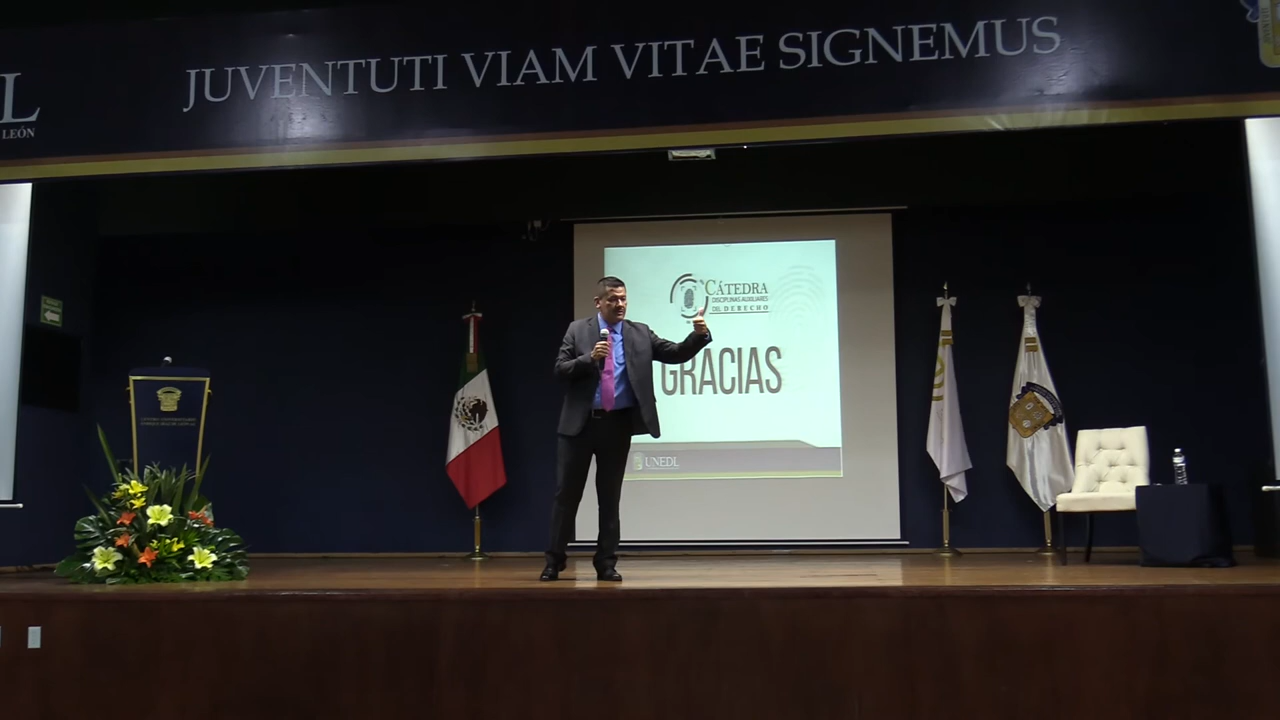 JUVENTUTI VIAM VITAE SIGNEMUS
L
LEÓN
CÁTEDRA
DISCIPLINAS AUXILIARES
DEL DERECHO
GRACIAS
UNEDL